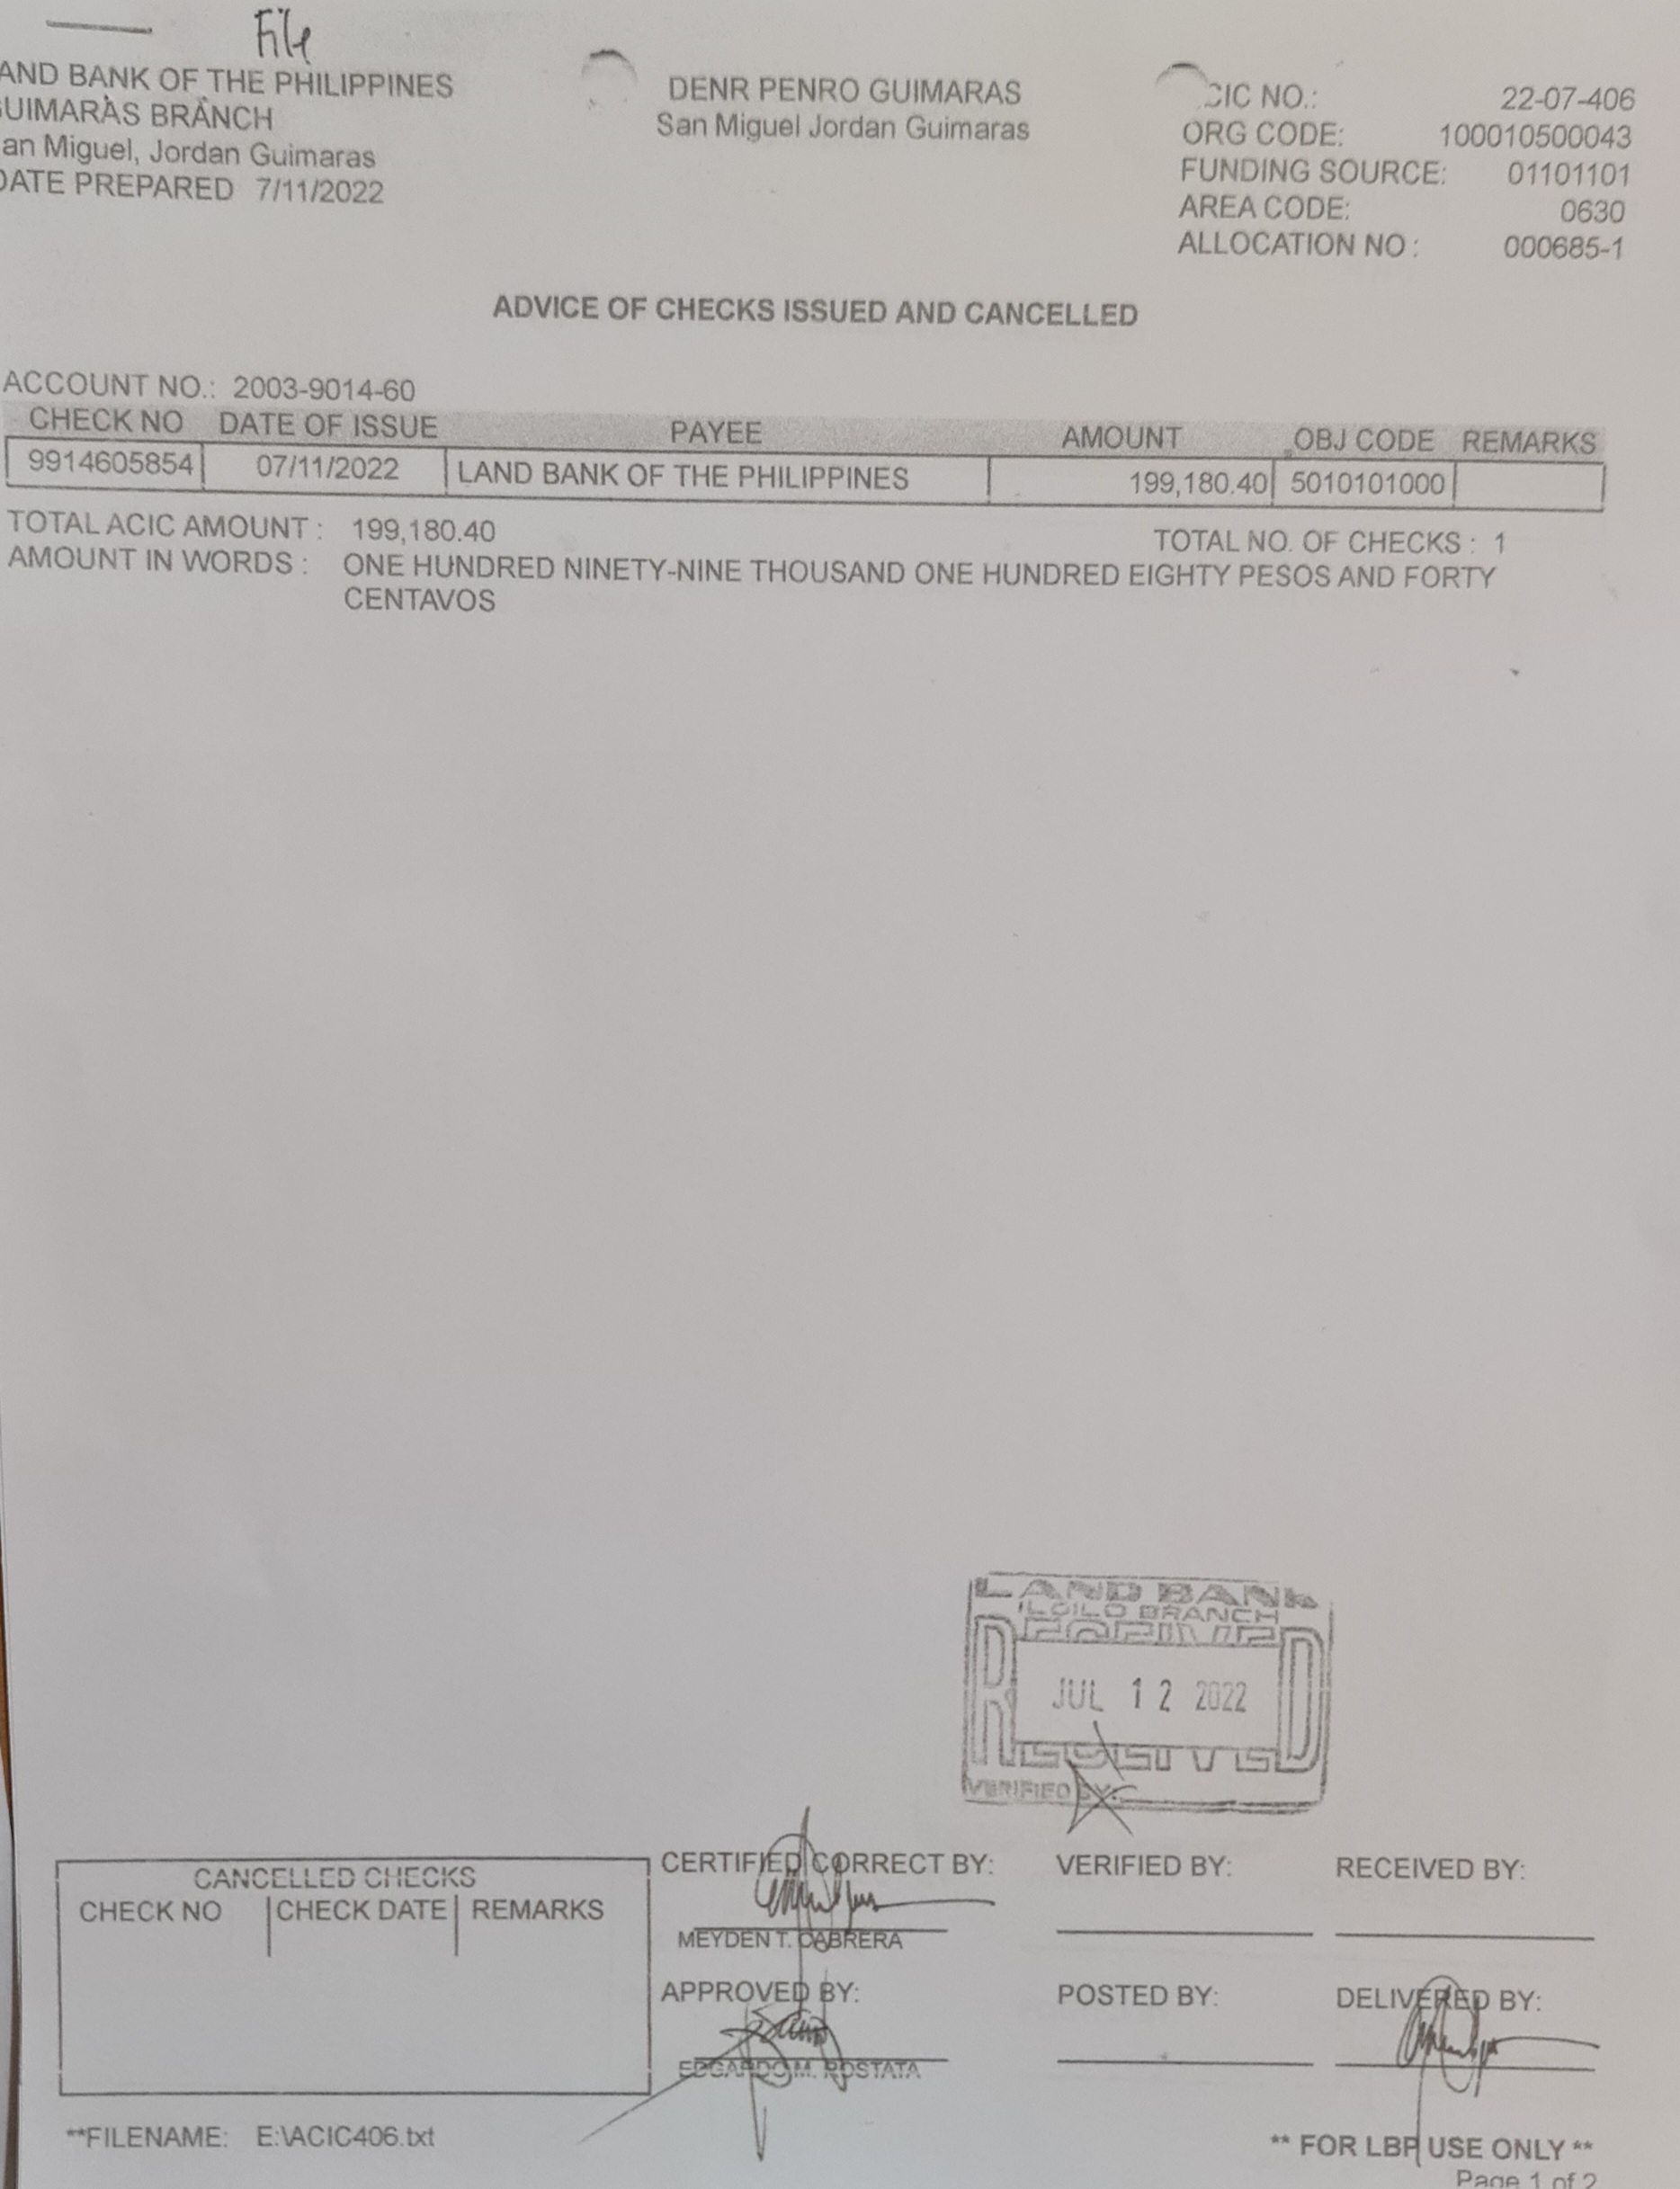 File
AND BANK OF THE PHILIPPINES
GUIMARAS BRANCH
an Miguel, Jordan Guimaras
DATE PREPARED 7/11/2022
DENR PENRO GUIMARAS
San Miguel Jordan Guimaras
CIC NO.: 22-07-406
ORG CODE: 100010500043
FUNDING SOURCE: 01101101
AREA CODE: 0630
ALLOCATION NO : 000685-1
ADVICE OF CHECKS ISSUED AND CANCELLED
ACCOUNT NO.: 2003-9014-60
CHECK NO DATE OF ISSUE PAYEE AMOUNT OBJ CODE REMARKS
9914605854 07/11/2022 LAND BANK OF THE PHILIPPINES 199,180.40 5010101000
TOTAL ACIC AMOUNT : 199,180.40 TOTAL NO. OF CHECKS : 1
AMOUNT IN WORDS : ONE HUNDRED NINETY-NINE THOUSAND ONE HUNDRED EIGHTY PESOS AND FORTY
CENTAVOS
LAND BANK
ILOILO BRANCH
RECEIVED
JUL 12 2022
RECEIVED
VERIFIED BY:
CANCELLED CHECKS
CHECK NO CHECK DATE REMARKS
CERTIFIED CORRECT BY: VERIFIED BY: RECEIVED BY:
MEYDEN T. CABRERA
APPROVED BY: POSTED BY: DELIVERED BY:
EDGARDO M. ROSTATA
**FILENAME: E:\ACIC406.txt
** FOR LBP USE ONLY **
Page 1 of 2